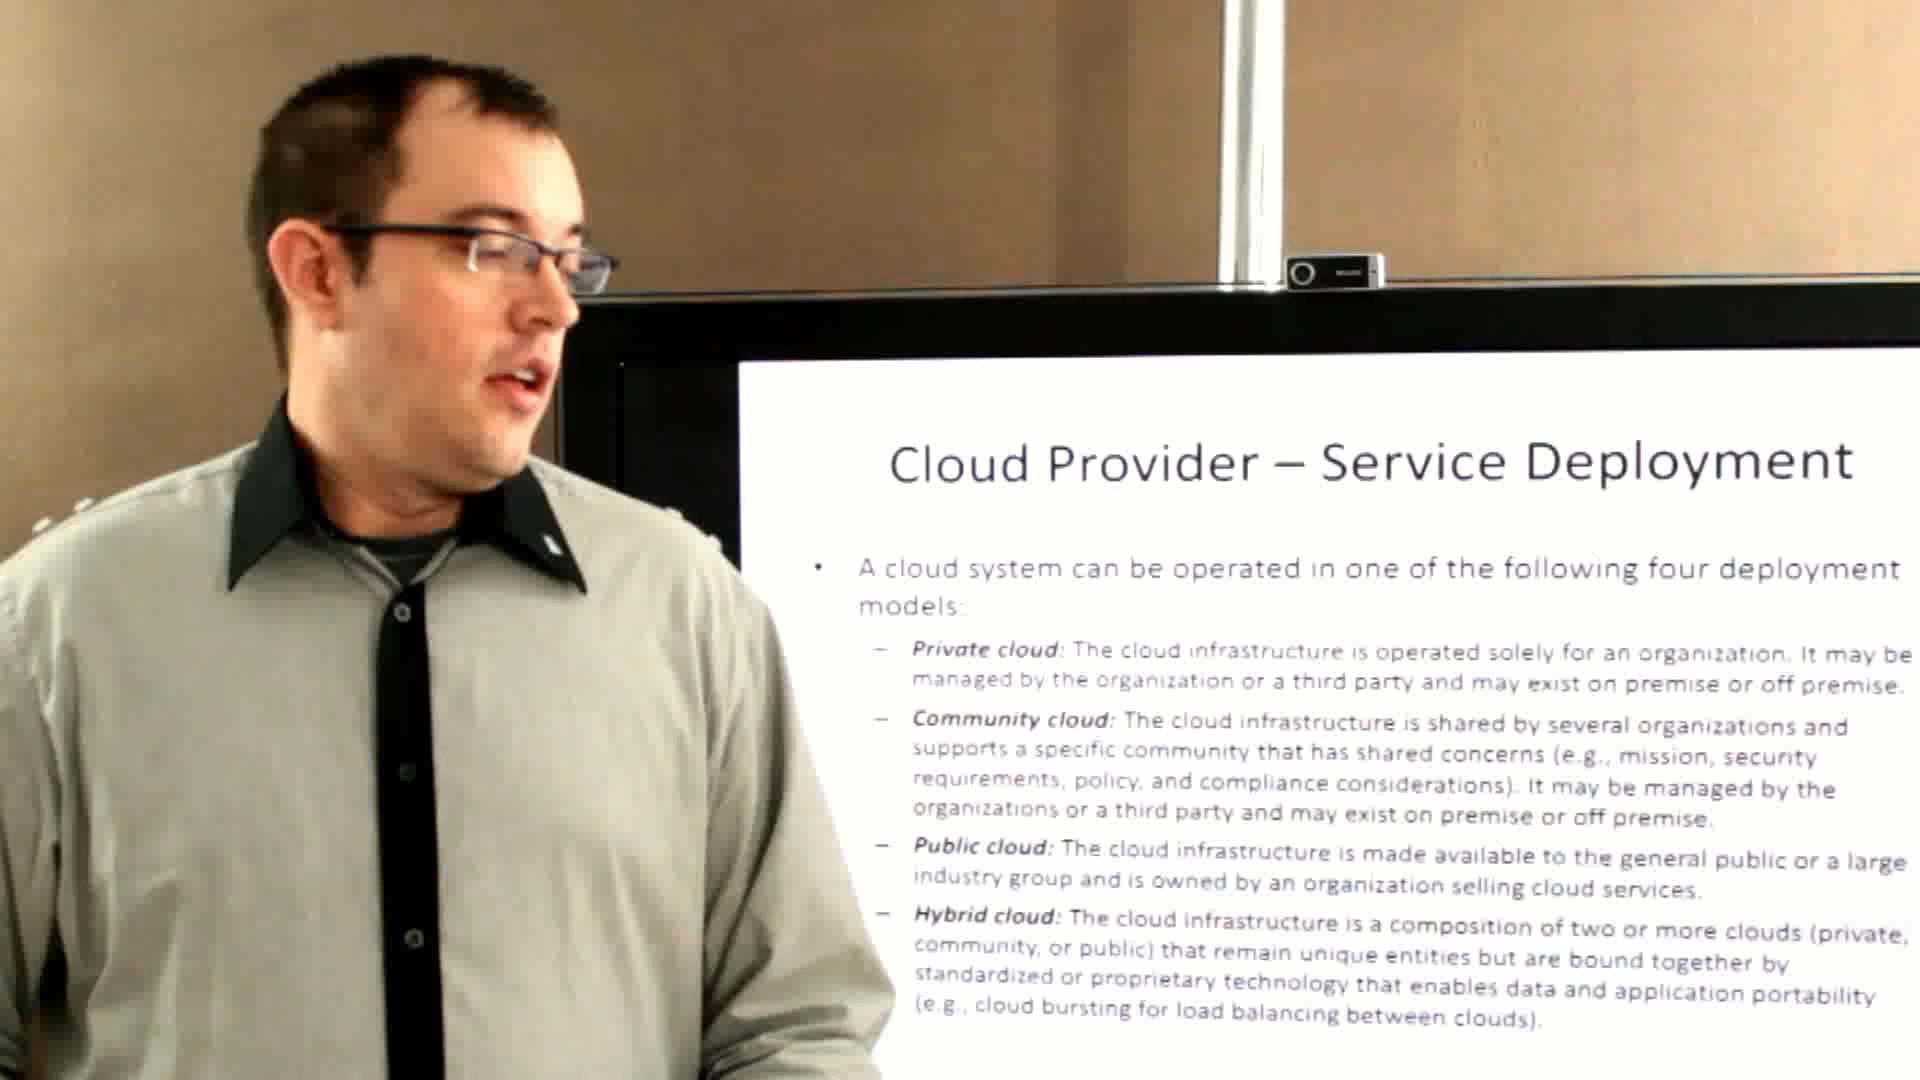 Cloud Provider – Service Deployment
• A cloud system can be operated in one of the following four deployment
models:
– Private cloud: The cloud infrastructure is operated solely for an organization. It may be
managed by the organization or a third party and may exist on premise or off premise.
– Community cloud: The cloud infrastructure is shared by several organizations and
supports a specific community that has shared concerns (e.g., mission, security
requirements, policy, and compliance considerations). It may be managed by the
organizations or a third party and may exist on premise or off premise.
– Public cloud: The cloud infrastructure is made available to the general public or a large
industry group and is owned by an organization selling cloud services.
– Hybrid cloud: The cloud infrastructure is a composition of two or more clouds (private,
community, or public) that remain unique entities but are bound together by
standardized or proprietary technology that enables data and application portability
(e.g., cloud bursting for load balancing between clouds).